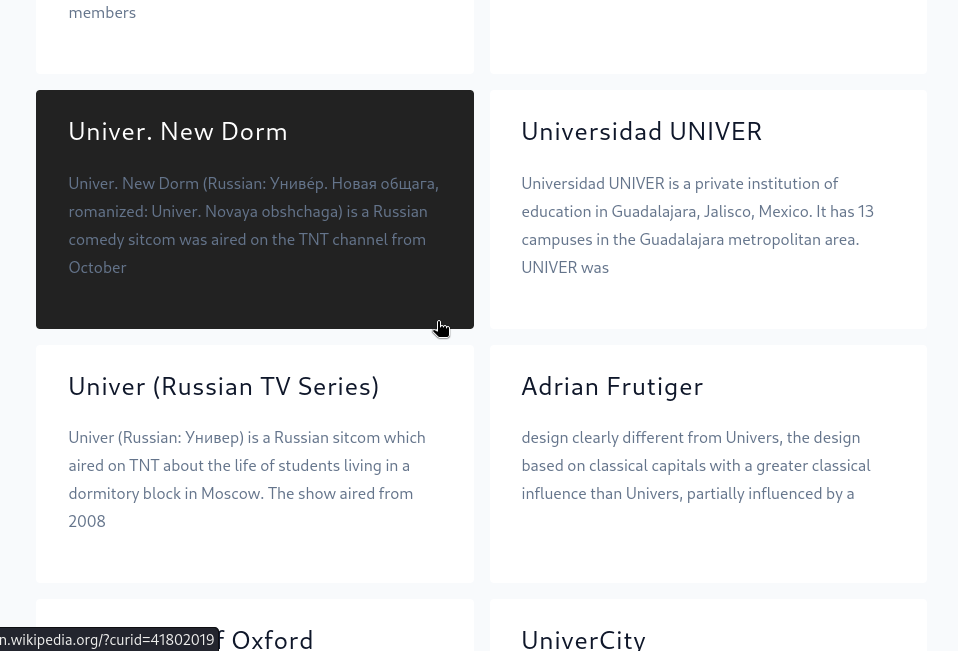 members
Univer. New Dorm
Univer. New Dorm (Russian: Униве́р. Новая общага,
romanized: Univer. Novaya obshchaga) is a Russian
comedy sitcom was aired on the TNT channel from
October
Universidad UNIVER
Universidad UNIVER is a private institution of
education in Guadalajara, Jalisco, Mexico. It has 13
campuses in the Guadalajara metropolitan area.
UNIVER was
Univer (Russian TV Series)
Univer (Russian: Универ) is a Russian sitcom which
aired on TNT about the life of students living in a
dormitory block in Moscow. The show aired from
2008
Adrian Frutiger
design clearly different from Univers, the design
based on classical capitals with a greater classical
influence than Univers, partially influenced by a
f Oxford
UniverCity
n.wikipedia.org/?curid=41802019